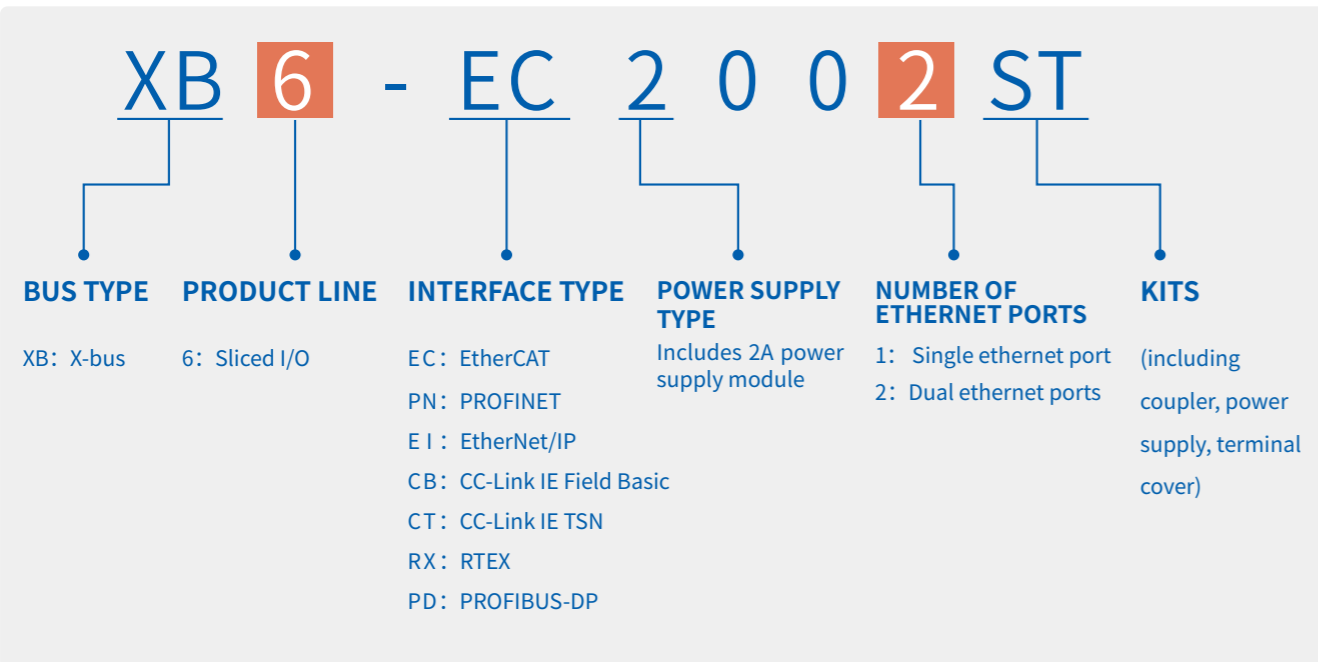 XB 6 - EC 2 0 0 2 ST
BUS TYPE
XB：X-bus
PRODUCT LINE
6：Sliced I/O
INTERFACE TYPE
EC：EtherCAT
PN：PROFINET
EI：EtherNet/IP
CB：CC-Link IE Field Basic
CT：CC-Link IE TSN
RX：RTEX
PD：PROFIBUS-DP
POWER SUPPLY
TYPE
Includes 2A power
supply module
NUMBER OF
ETHERNET PORTS
1：Single ethernet port
2：Dual ethernet ports
KITS
(including
coupler, power
supply, terminal
cover)